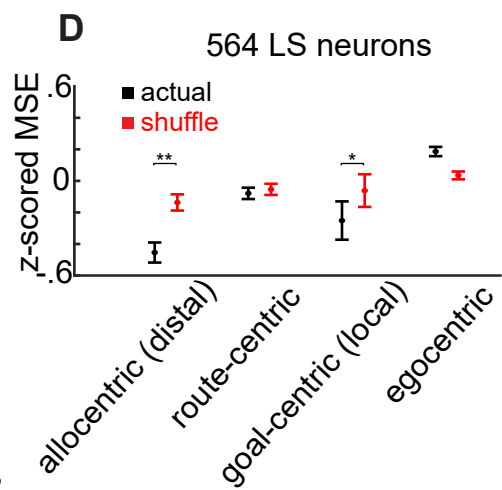 D
564 LS neurons
z-scored MSE
.6
0
-.6
actual
shuffle
**
*
allocentric (distal)
route-centric
goal-centric (local)
egocentric